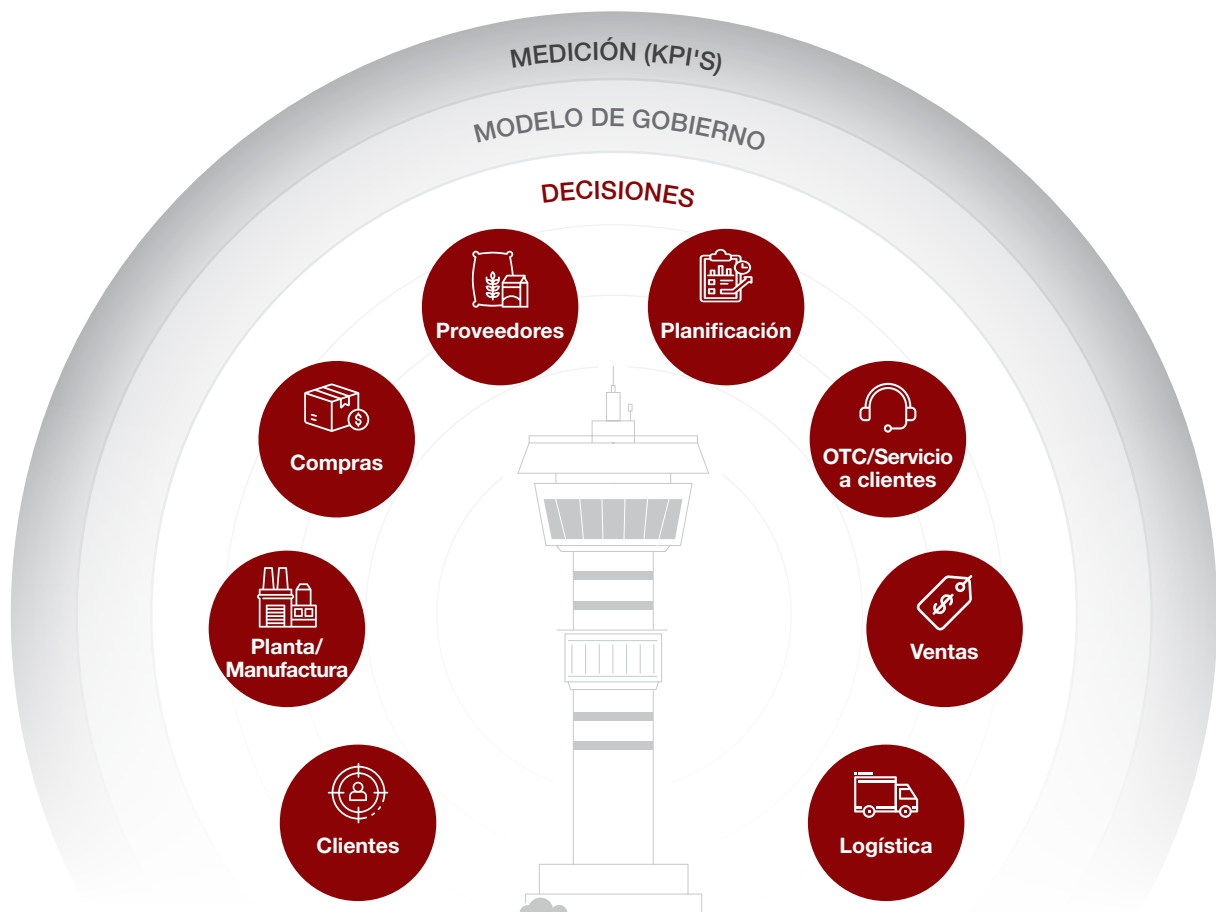 MEDICIÓN (KPI'S)
MODELO DE GOBIERNO
DECISIONES
Proveedores
Planificación
Compras
OTC/Servicio
a clientes
Planta/
Manufactura
Ventas
Clientes
Logística